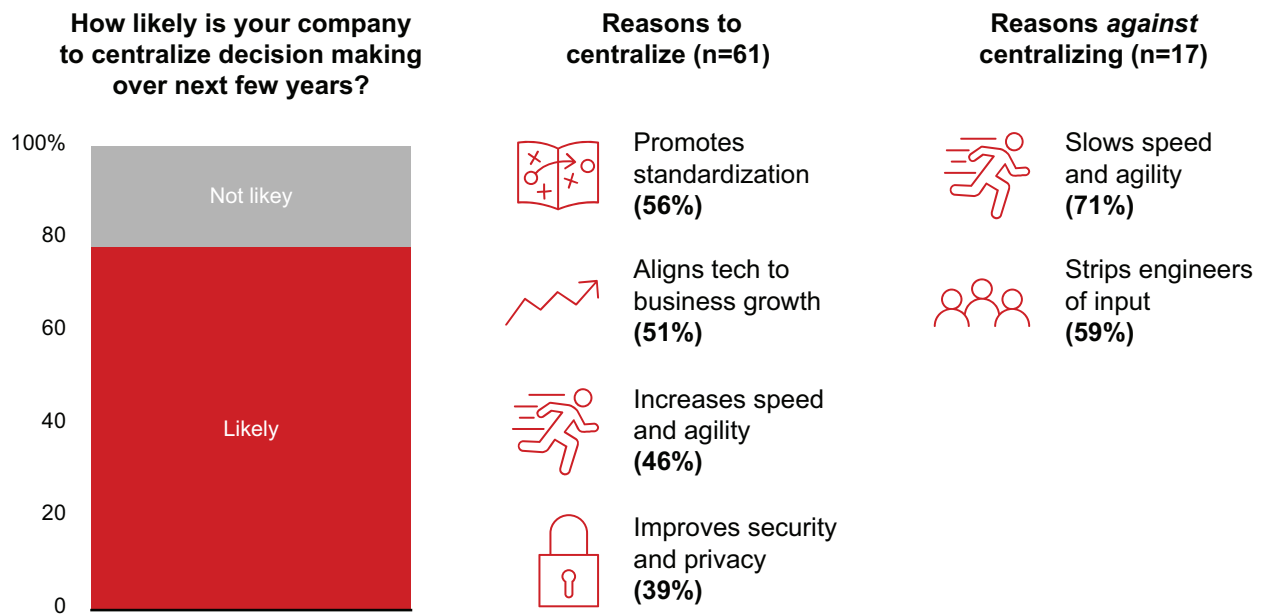 How likely is your company
to centralize decision making
over next few years?
100%
80
60
40
20
0
Not likey
Likely
Reasons to
centralize (n=61)
Promotes
standardization
(56%)
Aligns tech to
business growth
(51%)
Increases speed
and agility
(46%)
Improves security
and privacy
(39%)
Reasons against
centralizing (n=17)
Slows speed
and agility
(71%)
Strips engineers
of input
(59%)